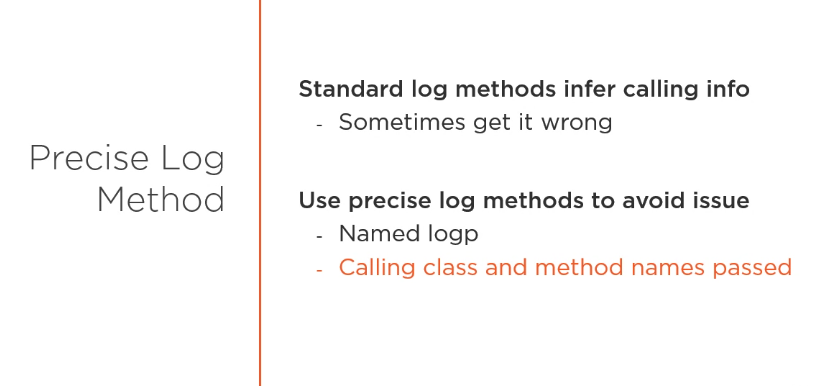 Precise Log
Method
Standard log methods infer calling info
- Sometimes get it wrong
Use precise log methods to avoid issue
- Named logp
- Calling class and method names passed